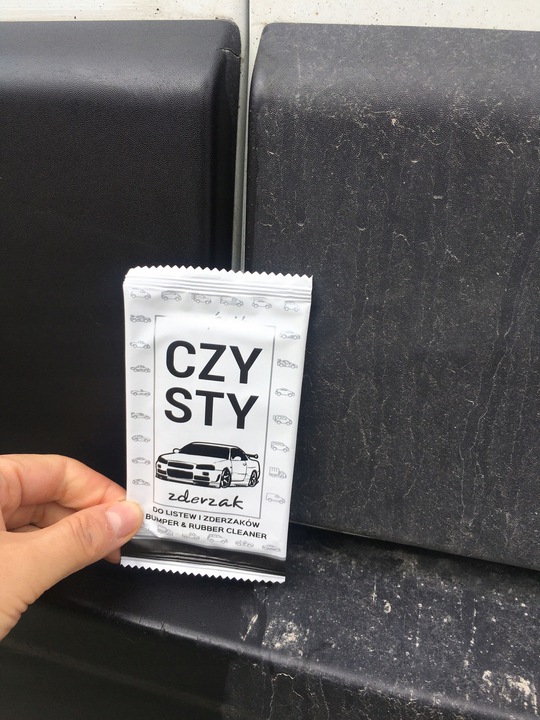 CZY
STY
zderzak
DO LISTEW I ZDERZAKÓW
BUMPER & RUBBER CLEANER